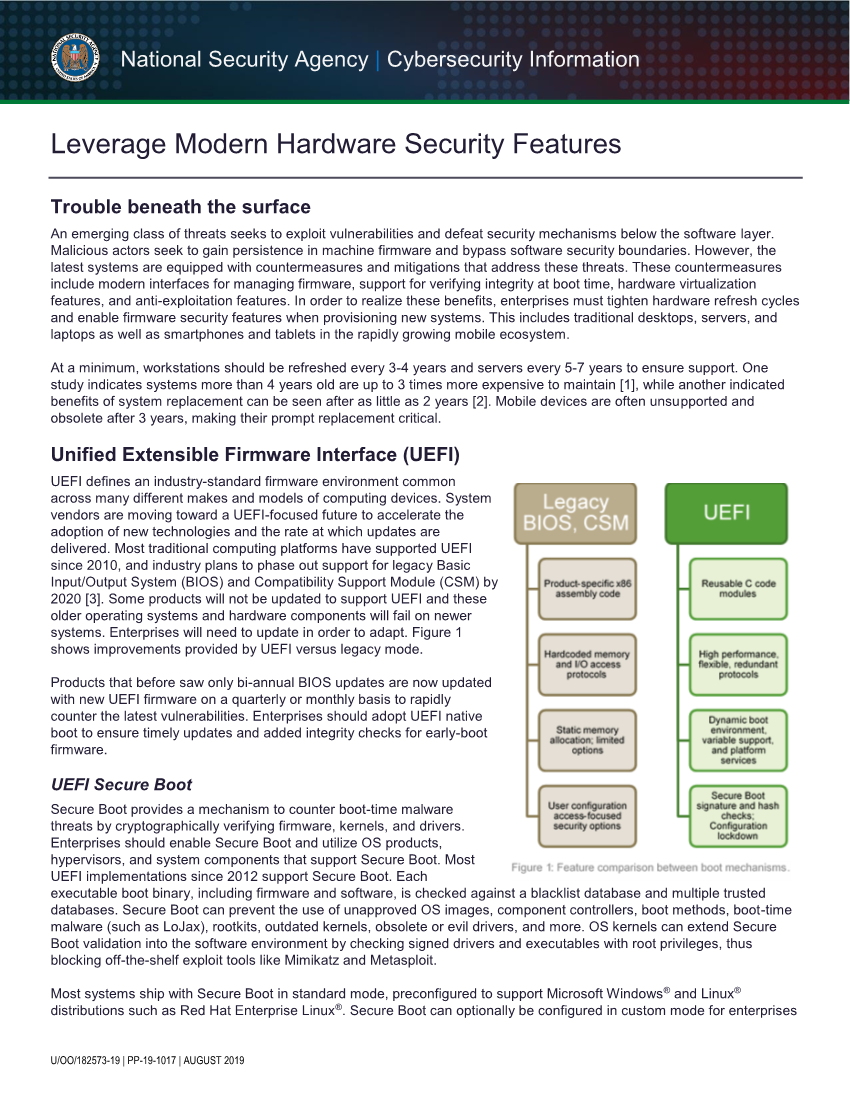 National Security Agency | Cybersecurity Information
Leverage Modern Hardware Security Features
Trouble beneath the surface
An emerging class of threats seeks to exploit vulnerabilities and defeat security mechanisms below the software layer.
Malicious actors seek to gain persistence in machine firmware and bypass software security boundaries. However, the
latest systems are equipped with countermeasures and mitigations that address these threats. These countermeasures
include modern interfaces for managing firmware, support for verifying integrity at boot time, hardware virtualization
features, and anti-exploitation features. In order to realize these benefits, enterprises must tighten hardware refresh cycles
and enable firmware security features when provisioning new systems. This includes traditional desktops, servers, and
laptops as well as smartphones and tablets in the rapidly growing mobile ecosystem.
At a minimum, workstations should be refreshed every 3-4 years and servers every 5-7 years to ensure support. One
study indicates systems more than 4 years old are up to 3 times more expensive to maintain [1], while another indicated
benefits of system replacement can be seen after as little as 2 years [2]. Mobile devices are often unsupported and
obsolete after 3 years, making their prompt replacement critical.
Unified Extensible Firmware Interface (UEFI)
UEFI defines an industry-standard firmware environment common
across many different makes and models of computing devices. System
vendors are moving toward a UEFI-focused future to accelerate the
adoption of new technologies and the rate at which updates are
delivered. Most traditional computing platforms have supported UEFI
since 2010, and industry plans to phase out support for legacy Basic
Input/Output System (BIOS) and Compatibility Support Module (CSM) by
2020 [3]. Some products will not be updated to support UEFI and these
older operating systems and hardware components will fail on newer
systems. Enterprises will need to update in order to adapt. Figure 1
shows improvements provided by UEFI versus legacy mode.
Products that before saw only bi-annual BIOS updates are now updated
with new UEFI firmware on a quarterly or monthly basis to rapidly
counter the latest vulnerabilities. Enterprises should adopt UEFI native
boot to ensure timely updates and added integrity checks for early-boot
firmware.
Legacy
BIOS, CSM
Product-specific x86
assembly code
Hardcoded memory
and I/O access
protocols
Static memory
allocation; limited
options
User configuration
access-focused
security options
UEFI
Reusable C code
modules
High performance,
flexible, redundant
protocols
Dynamic boot
environment,
variable support,
and platform
services
Secure Boot
signature and hash
checks;
Configuration
lockdown
Figure 1: Feature comparison between boot mechanisms.
UEFI Secure Boot
Secure Boot provides a mechanism to counter boot-time malware
threats by cryptographically verifying firmware, kernels, and drivers.
Enterprises should enable Secure Boot and utilize OS products,
hypervisors, and system components that support Secure Boot. Most
UEFI implementations since 2012 support Secure Boot. Each
executable boot binary, including firmware and software, is checked against a blacklist database and multiple trusted
databases. Secure Boot can prevent the use of unapproved OS images, component controllers, boot methods, boot-time
malware (such as LoJax), rootkits, outdated kernels, obsolete or evil drivers, and more. OS kernels can extend Secure
Boot validation into the software environment by checking signed drivers and executables with root privileges, thus
blocking off-the-shelf exploit tools like Mimikatz and Metasploit.
Most systems ship with Secure Boot in standard mode, preconfigured to support Microsoft Windows® and Linux®
distributions such as Red Hat Enterprise Linux®. Secure Boot can optionally be configured in custom mode for enterprises
U/OO/182573-19 | PP-19-1017 | AUGUST 2019